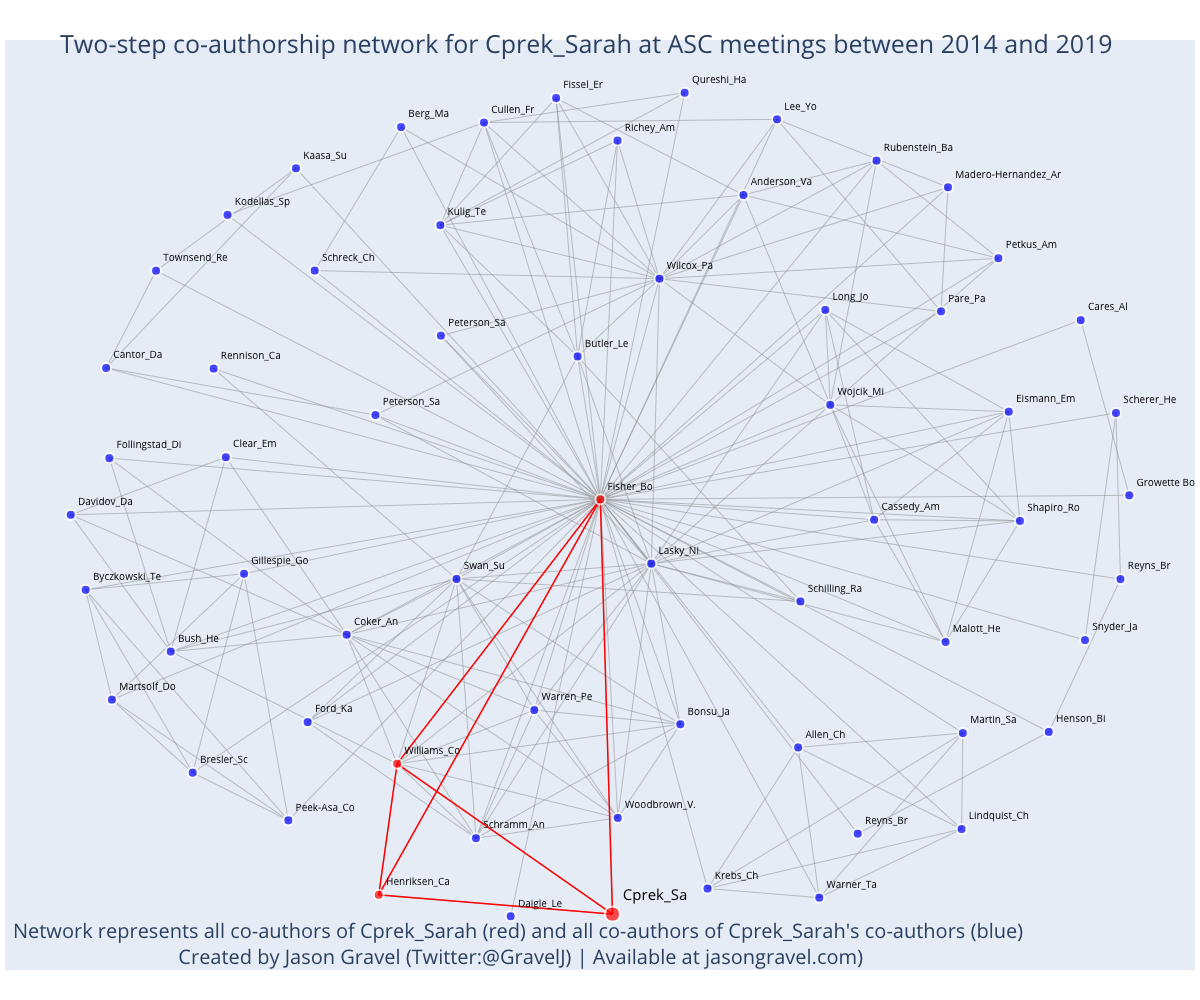 Two-step co-authorship network for Cprek_Sarah at ASC meetings between 2014 and 2019
Qureshi_Ha
Fissel_Er
Cullen_Fr
Lee_Yo
Berg_Ma
Richey_Am
Rubenstein_Ba
Kaasa_Su
Madero-Hernandez_Ar
Anderson_Va
Kodellas_Sp
Kulig_Te
Petkus_Am
Townsend_Re
Schreck_Ch
Wilcox_Pa
Long_Jo
Pare_Pa
Cares_Al
Peterson_Sa
Butler_Le
Cantor_Da
Rennison_Ca
Wojcik_Mi
Peterson_Sa
Eismann_Em
Scherer_He
Follingstad_Di
Clear_Em
Fisher_Bo
Growette Bo
Davidov_Da
Cassedy_Am
Shapiro_Ro
Lasky_Ni
Gillespie_Go
Swan_Su
Byczkowski_Te
Reyns_Br
Schilling_Ra
Coker_An
Bush_He
Malott_He
Snyder_Ja
Martsolf_Do
Warren_Pe
Ford_Ka
Bonsu_Ja
Martin_Sa
Henson_Bi
Allen_Ch
Williams_Co
Bresler_Sc
Peek-Asa_Co
Woodbrown_V.
Schramm_An
Reyns_Br
Lindquist_Ch
Henriksen_Ca
Krebs_Ch
Warner_Ta
Cprek_Sa
Daigle_Le
Network represents all co-authors of Cprek_Sarah (red) and all co-authors of Cprek_Sarah's co-authors (blue)
Created by Jason Gravel (Twitter:@GravelJ) | Available at jasongravel.com)